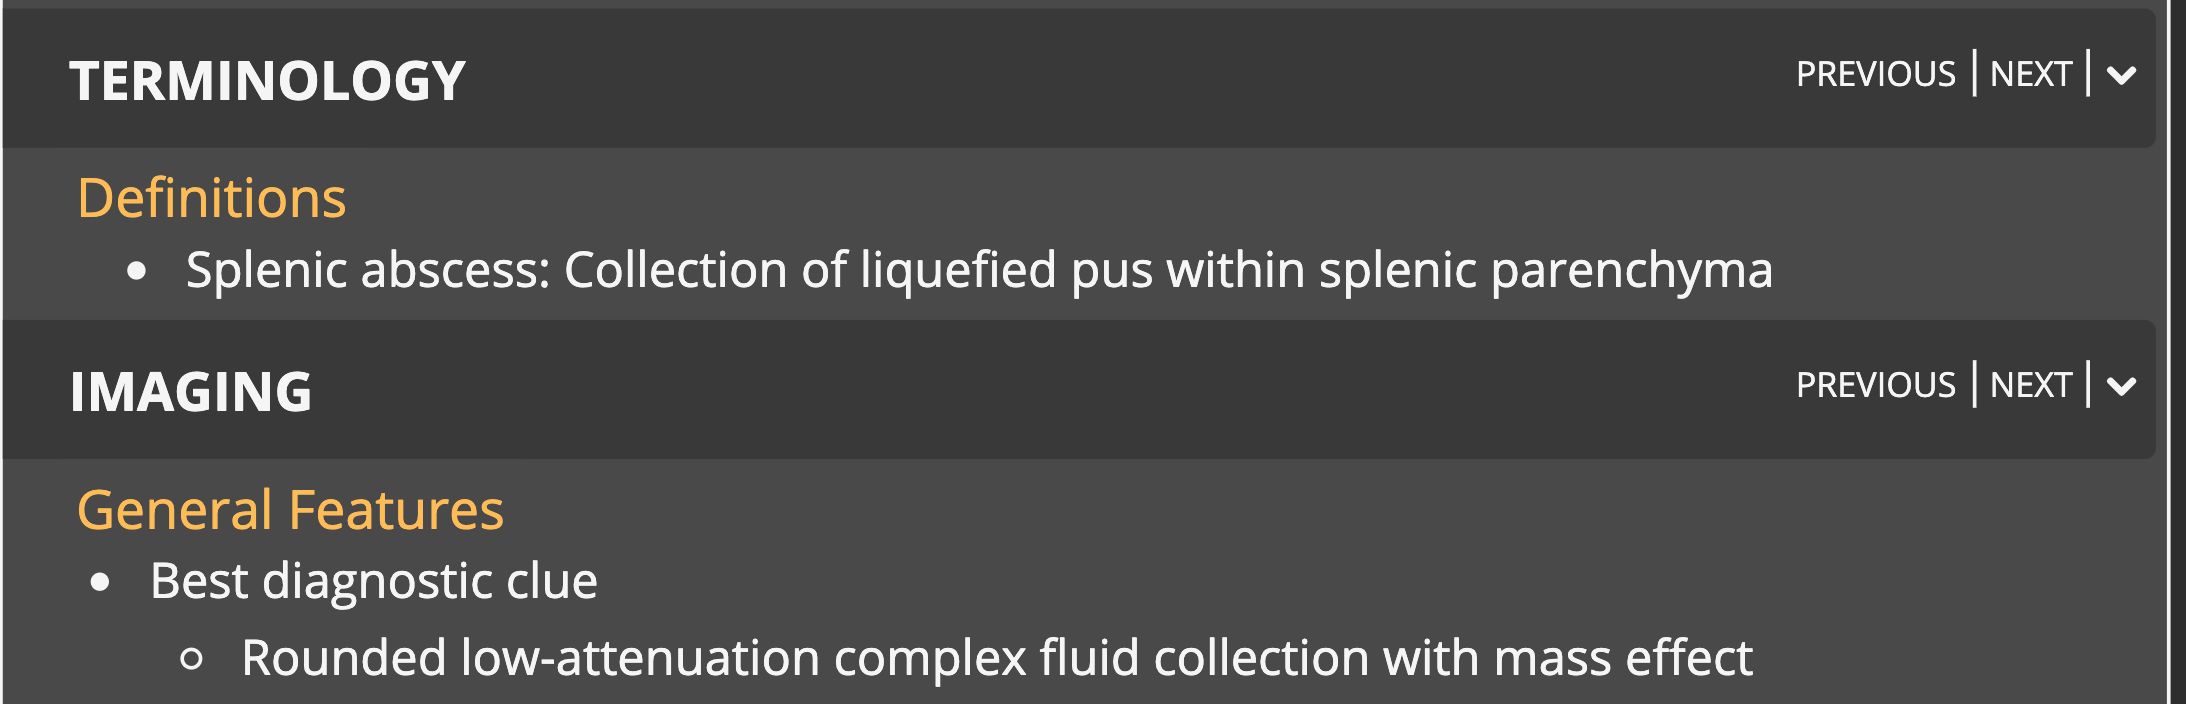 TERMINOLOGY PREVIOUS | NEXT |
Definitions
• Splenic abscess: Collection of liquefied pus within splenic parenchyma
IMAGING PREVIOUS | NEXT |
General Features
• Best diagnostic clue
○ Rounded low-attenuation complex fluid collection with mass effect